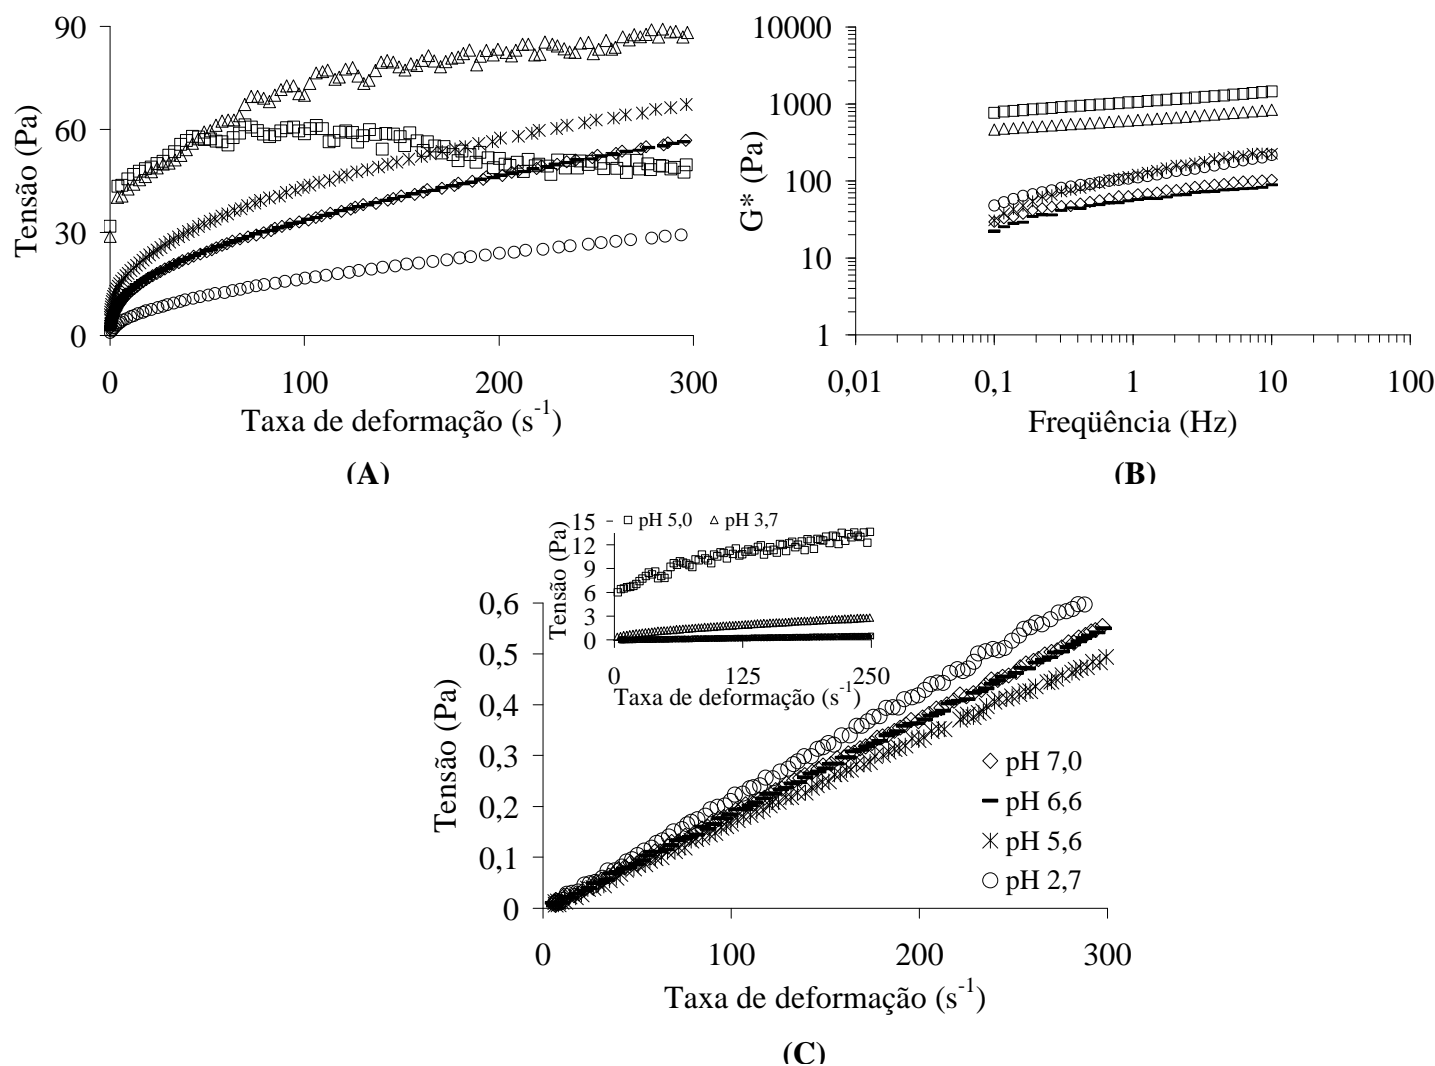 90
60
30
0
0 100 200 300
Tensão (Pa)
Taxa de deformação (s-1)
(A)
10000
1000
100
10
1
0,01 0,1 1 10 100
G* (Pa)
Freqüência (Hz)
(B)
15
12
9
6
3
0
0 125 250
Tensão (Pa)
Taxa de deformação (s-1)
pH 5,0 pH 3,7
0,6
0,5
0,4
0,3
0,2
0,1
0
0 100 200 300
Tensão (Pa)
Taxa de deformação (s-1)
pH 7,0
pH 6,6
pH 5,6
pH 2,7
(C)